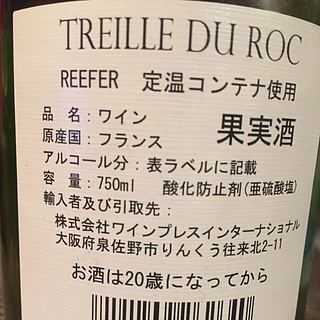 TREILLE DU ROC
REEFER 定温コンテナ使用
品 名：ワイン
原産国：フランス 果実酒
アルコール分：表ラベルに記載
容 量：750ml 酸化防止剤(亜硫酸塩)
輸入者及び引取先：
株式会社ワインプレスインターナショナル
大阪府泉佐野市りんくう往来北2-11
お酒は20歳になってから